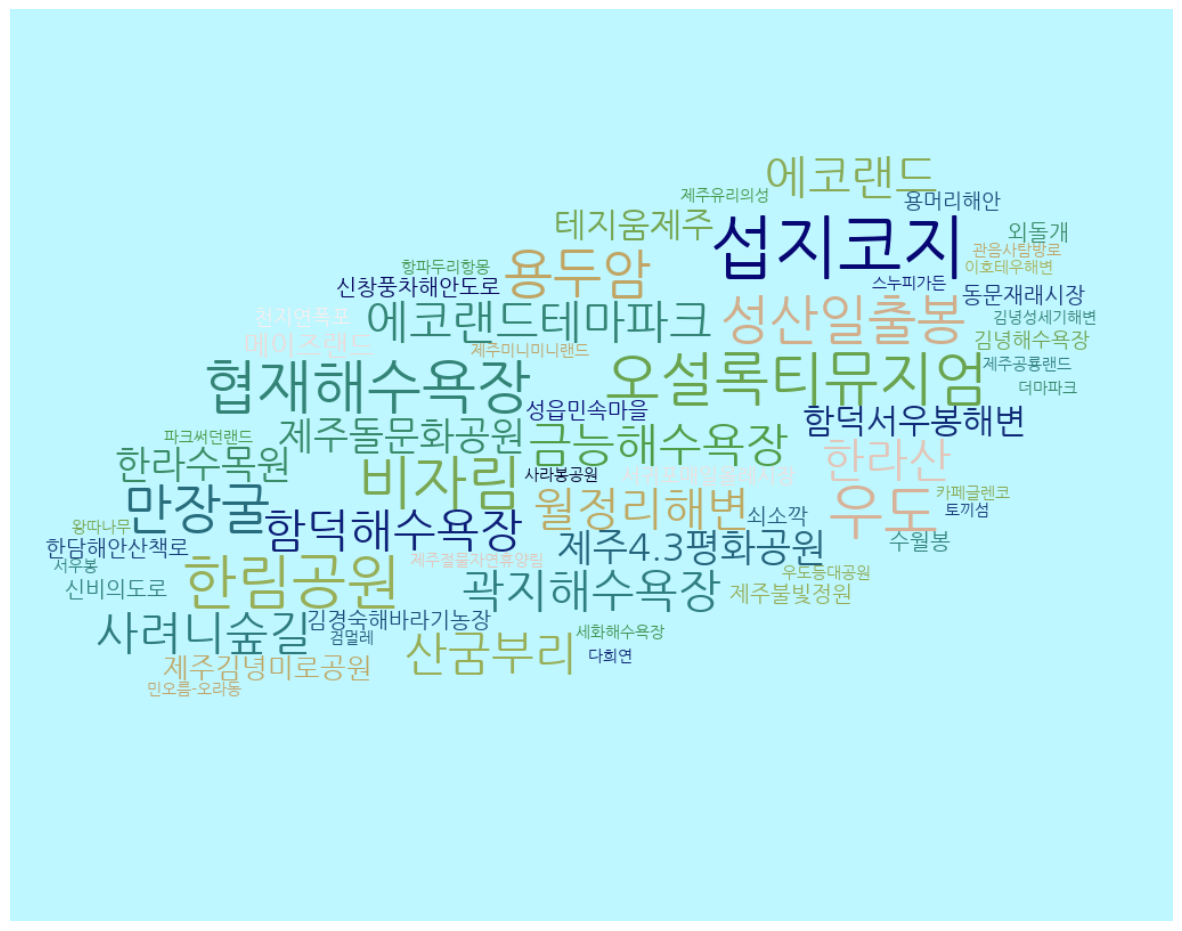 에코랜드
제주유리의성
용머리해안
테지움제주
섭지코지
외돌개
관음사탐방로
항파두리항몽
용두암
이호테우해변
신창풍차해안도로
스누피가든
동문재래시장
천지연폭포
에코랜드테마파크
성산일출봉
김녕성세기해변
메이즈랜드
제주미니미니랜드
김녕해수욕장
협재해수욕장
오설록티뮤지엄
제주공룡랜드
더마파크
성읍민속마을
함덕서우봉해변
파크써던랜드
제주돌문화공원
금능해수욕장
한라수목원
비자림
사라봉공원
서귀포매일올레시장
한라산
만장굴
월정리해변
우도
카페글렌코
왕따나무
함덕해수욕장
쇠소깍
토끼섬
한담해안산책로
제주4.3평화공원
수월봉
서우봉
제주절물자연휴양림
우도등대공원
신비의도로
한림공원
곽지해수욕장
제주불빛정원
사려니숲길
김경숙해바라기농장
검멀레
산굼부리
세화해수욕장
다희연
제주김녕미로공원
민오름-오라동